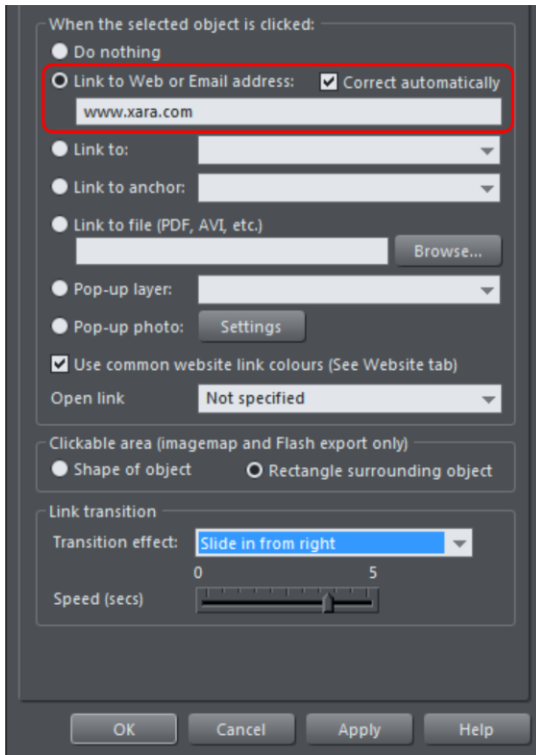 When the selected object is clicked:
Do nothing
Link to Web or Email address: Correct automatically
www.xara.com
Link to:
Link to anchor:
Link to file (PDF, AVI, etc.)
Browse...
Pop-up layer:
Pop-up photo: Settings
Use common website link colours (See Website tab)
Open link Not specified
Clickable area (imagemap and Flash export only)
Shape of object Rectangle surrounding object
Link transition
Transition effect: Slide in from right
0 5
Speed (secs)
OK Cancel Apply Help